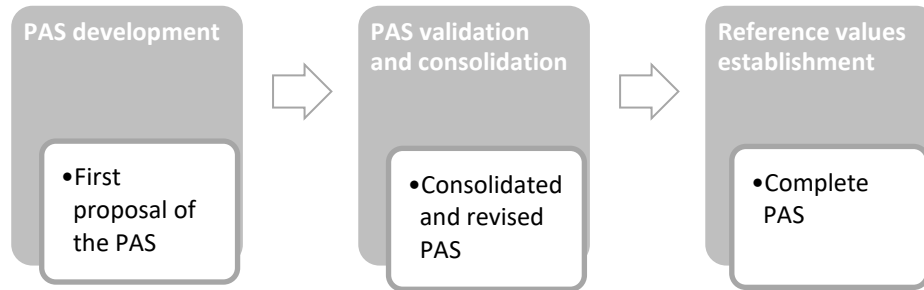 PAS development
•First
proposal of
the PAS
PAS validation
and consolidation
•Consolidated
and revised
PAS
Reference values
establishment
•Complete
PAS